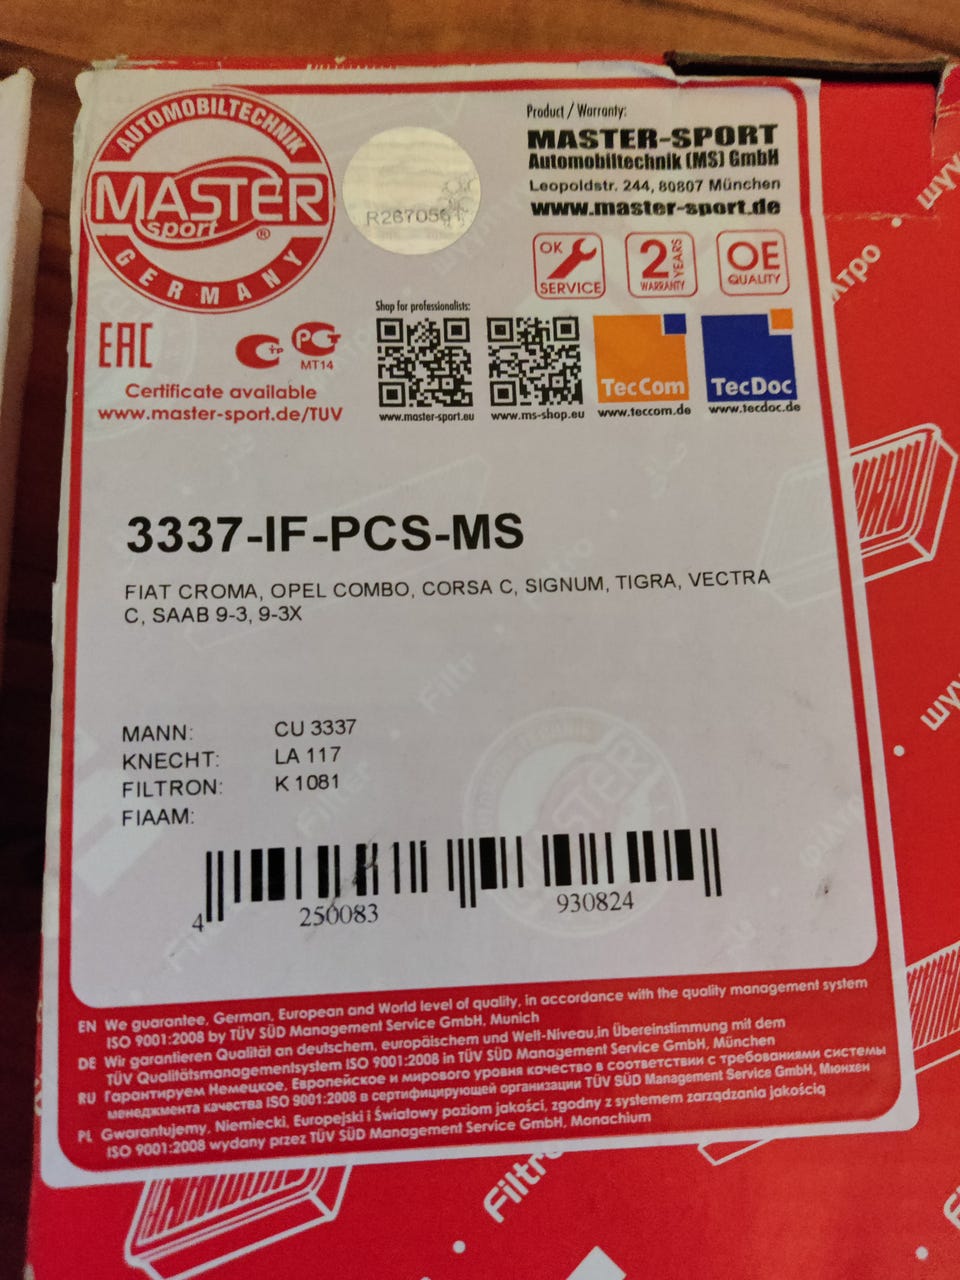 AUTOMOBILTECHNIK
MASTER
sport
®
GERMANY
Product / Warranty:
MASTER-SPORT
Automobiltechnik (MS) GmbH
Leopoldstr. 244, 80807 München
www.master-sport.de
OK
SERVICE
2 YEARS
WARRANTY
OE
QUALITY
EAC
MT14
Certificate available
www.master-sport.de/TUV
Shop for professionalists:
www.master-sport.eu
www.ms-shop.eu
TecCom
www.teccom.de
TecDoc
www.tecdoc.de
3337-IF-PCS-MS
FIAT CROMA, OPEL COMBO, CORSA C, SIGNUM, TIGRA, VECTRA
C, SAAB 9-3, 9-3X
MANN: CU 3337
KNECHT: LA 117
FILTRON: K 1081
FIAAM:
4 250083 930824
EN We guarantee, German, European and World level of quality, in accordance with the quality management system
ISO 9001:2008 by TÜV SÜD Management Service GmbH, Munich
DE Wir garantieren Qualität an deutschem, europäischem und Welt-Niveau,in Übereinstimmung mit dem
TÜV Qualitätsmanagementsystem ISO 9001:2008 in TÜV SÜD Management Service GmbH, München
RU Гарантируем Немецкое, Европейское и мирового уровня качество в соответствии с требованиями системы
менеджмента качества ISO 9001:2008 в сертифицирующей организации TÜV SÜD Management Service GmbH, Мюнхен
PL Gwarantujemy, Niemiecki, Europejski i Światowy poziom jakości, zgodny z systemem zarządzania jakością
ISO 9001:2008 wydany przez TÜV SÜD Management Service GmbH, Monachium